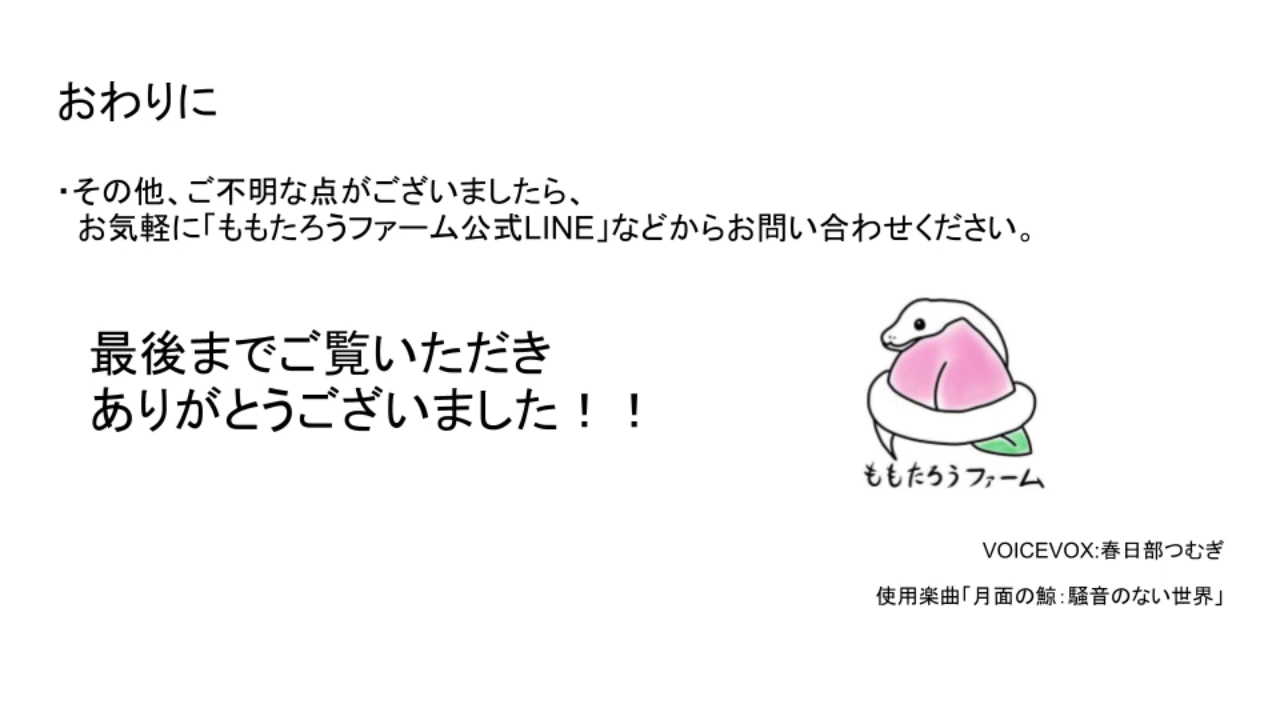 おわりに
・その他、ご不明な点がございましたら、
お気軽に「ももたろうファーム公式LINE」などからお問い合わせください。
最後までご覧いただき
ありがとうございました！！
ももたろうファーム
VOICEVOX:春日部つむぎ
使用楽曲「月面の鯨：騒音のない世界」